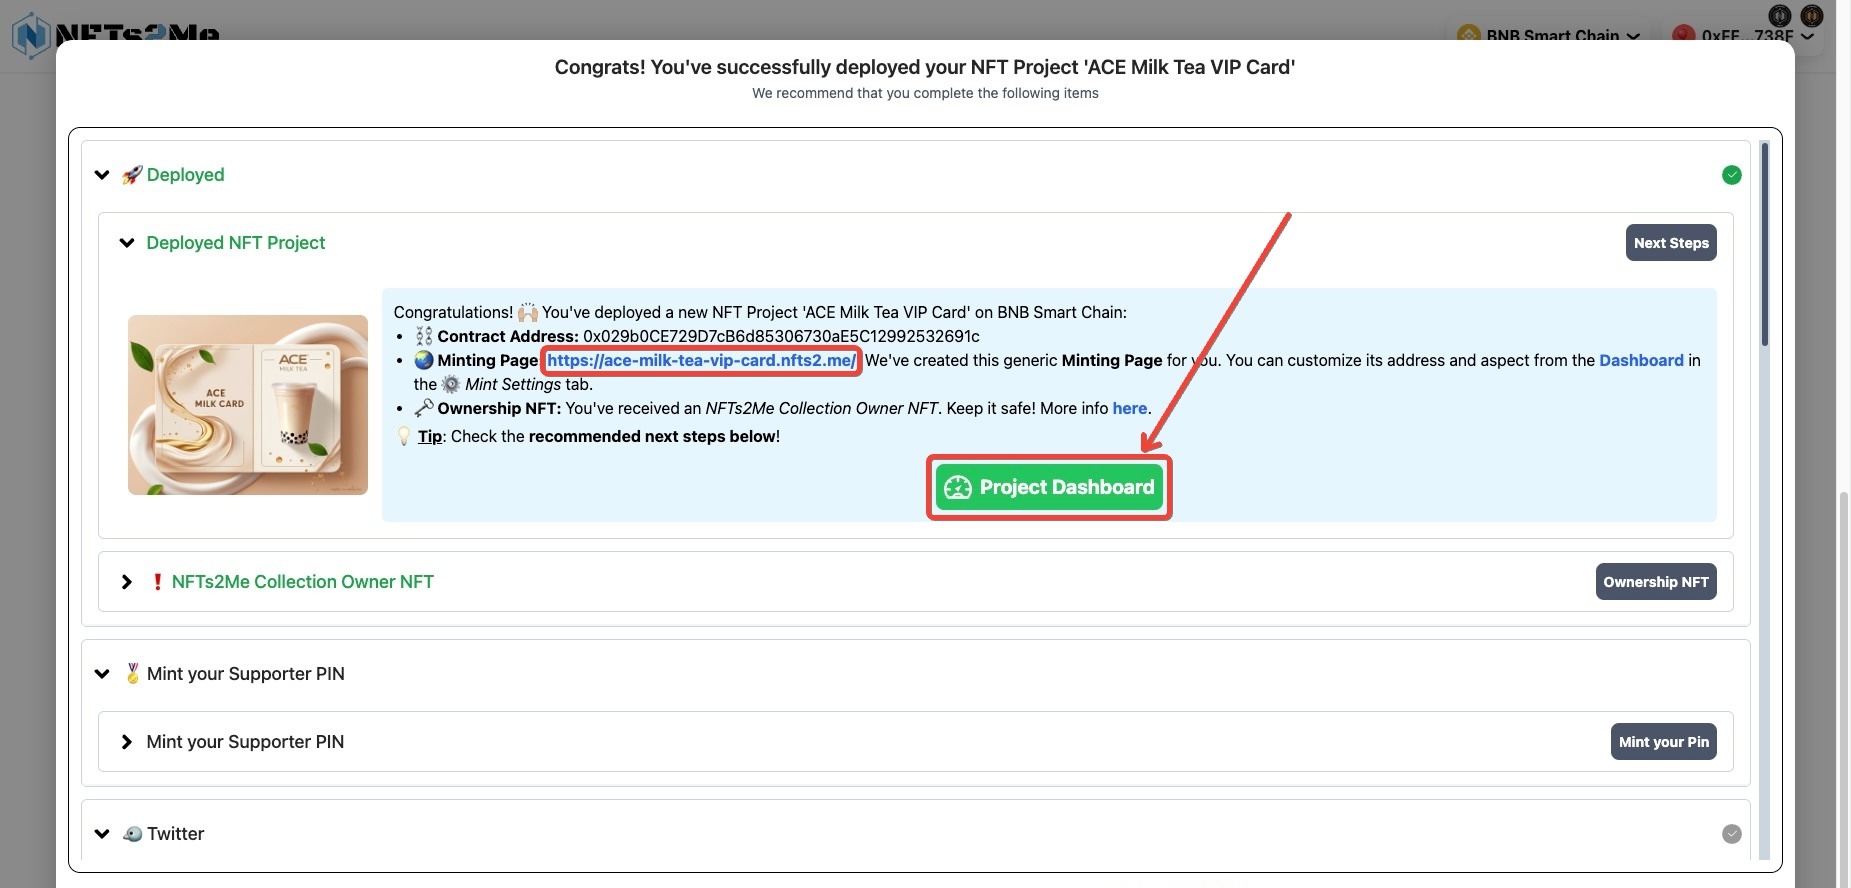 NFTs2Me
BNB Smart Chain
0xFF...738F
Congrats! You've successfully deployed your NFT Project 'ACE Milk Tea VIP Card'
We recommend that you complete the following items
🚀 Deployed
Deployed NFT Project
Next Steps
ACE
MILK CARD
ACE
MILK TEA
Congratulations! 🙌🏼 You've deployed a new NFT Project 'ACE Milk Tea VIP Card' on BNB Smart Chain:
• ⛓️ Contract Address: 0x029b0CE729D7cB6d85306730aE5C12992532691c
• 🌏 Minting Page https://ace-milk-tea-vip-card.nfts2.me/ We've created this generic Minting Page for you. You can customize its address and aspect from the Dashboard in
the ⚙️ Mint Settings tab.
• 🗝️ Ownership NFT: You've received an NFTs2Me Collection Owner NFT. Keep it safe! More info here.
💡 Tip: Check the recommended next steps below!
Project Dashboard
❗ NFTs2Me Collection Owner NFT
Ownership NFT
🏅 Mint your Supporter PIN
Mint your Supporter PIN
Mint your Pin
🐦 Twitter